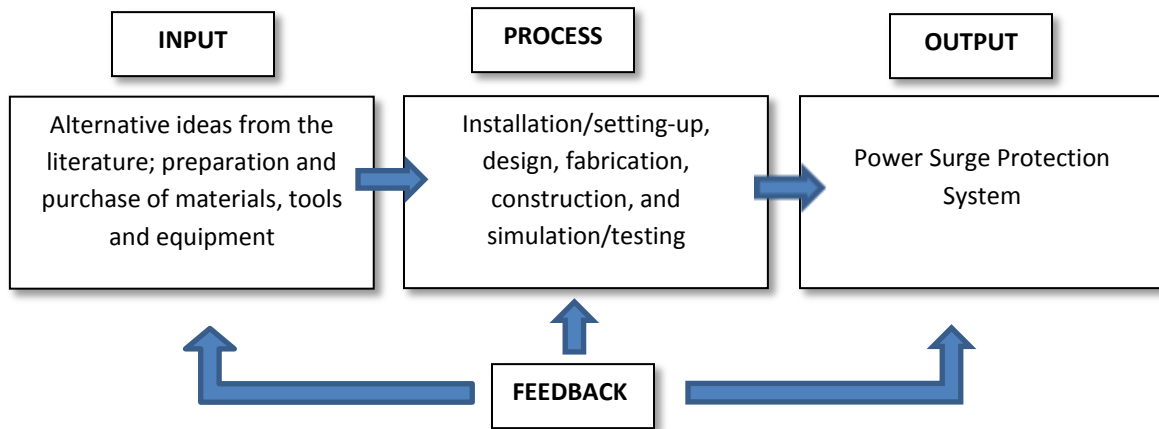 INPUT
Alternative ideas from the
literature; preparation and
purchase of materials, tools
and equipment
PROCESS
Installation/setting-up,
design, fabrication,
construction, and
simulation/testing
OUTPUT
Power Surge Protection
System
FEEDBACK